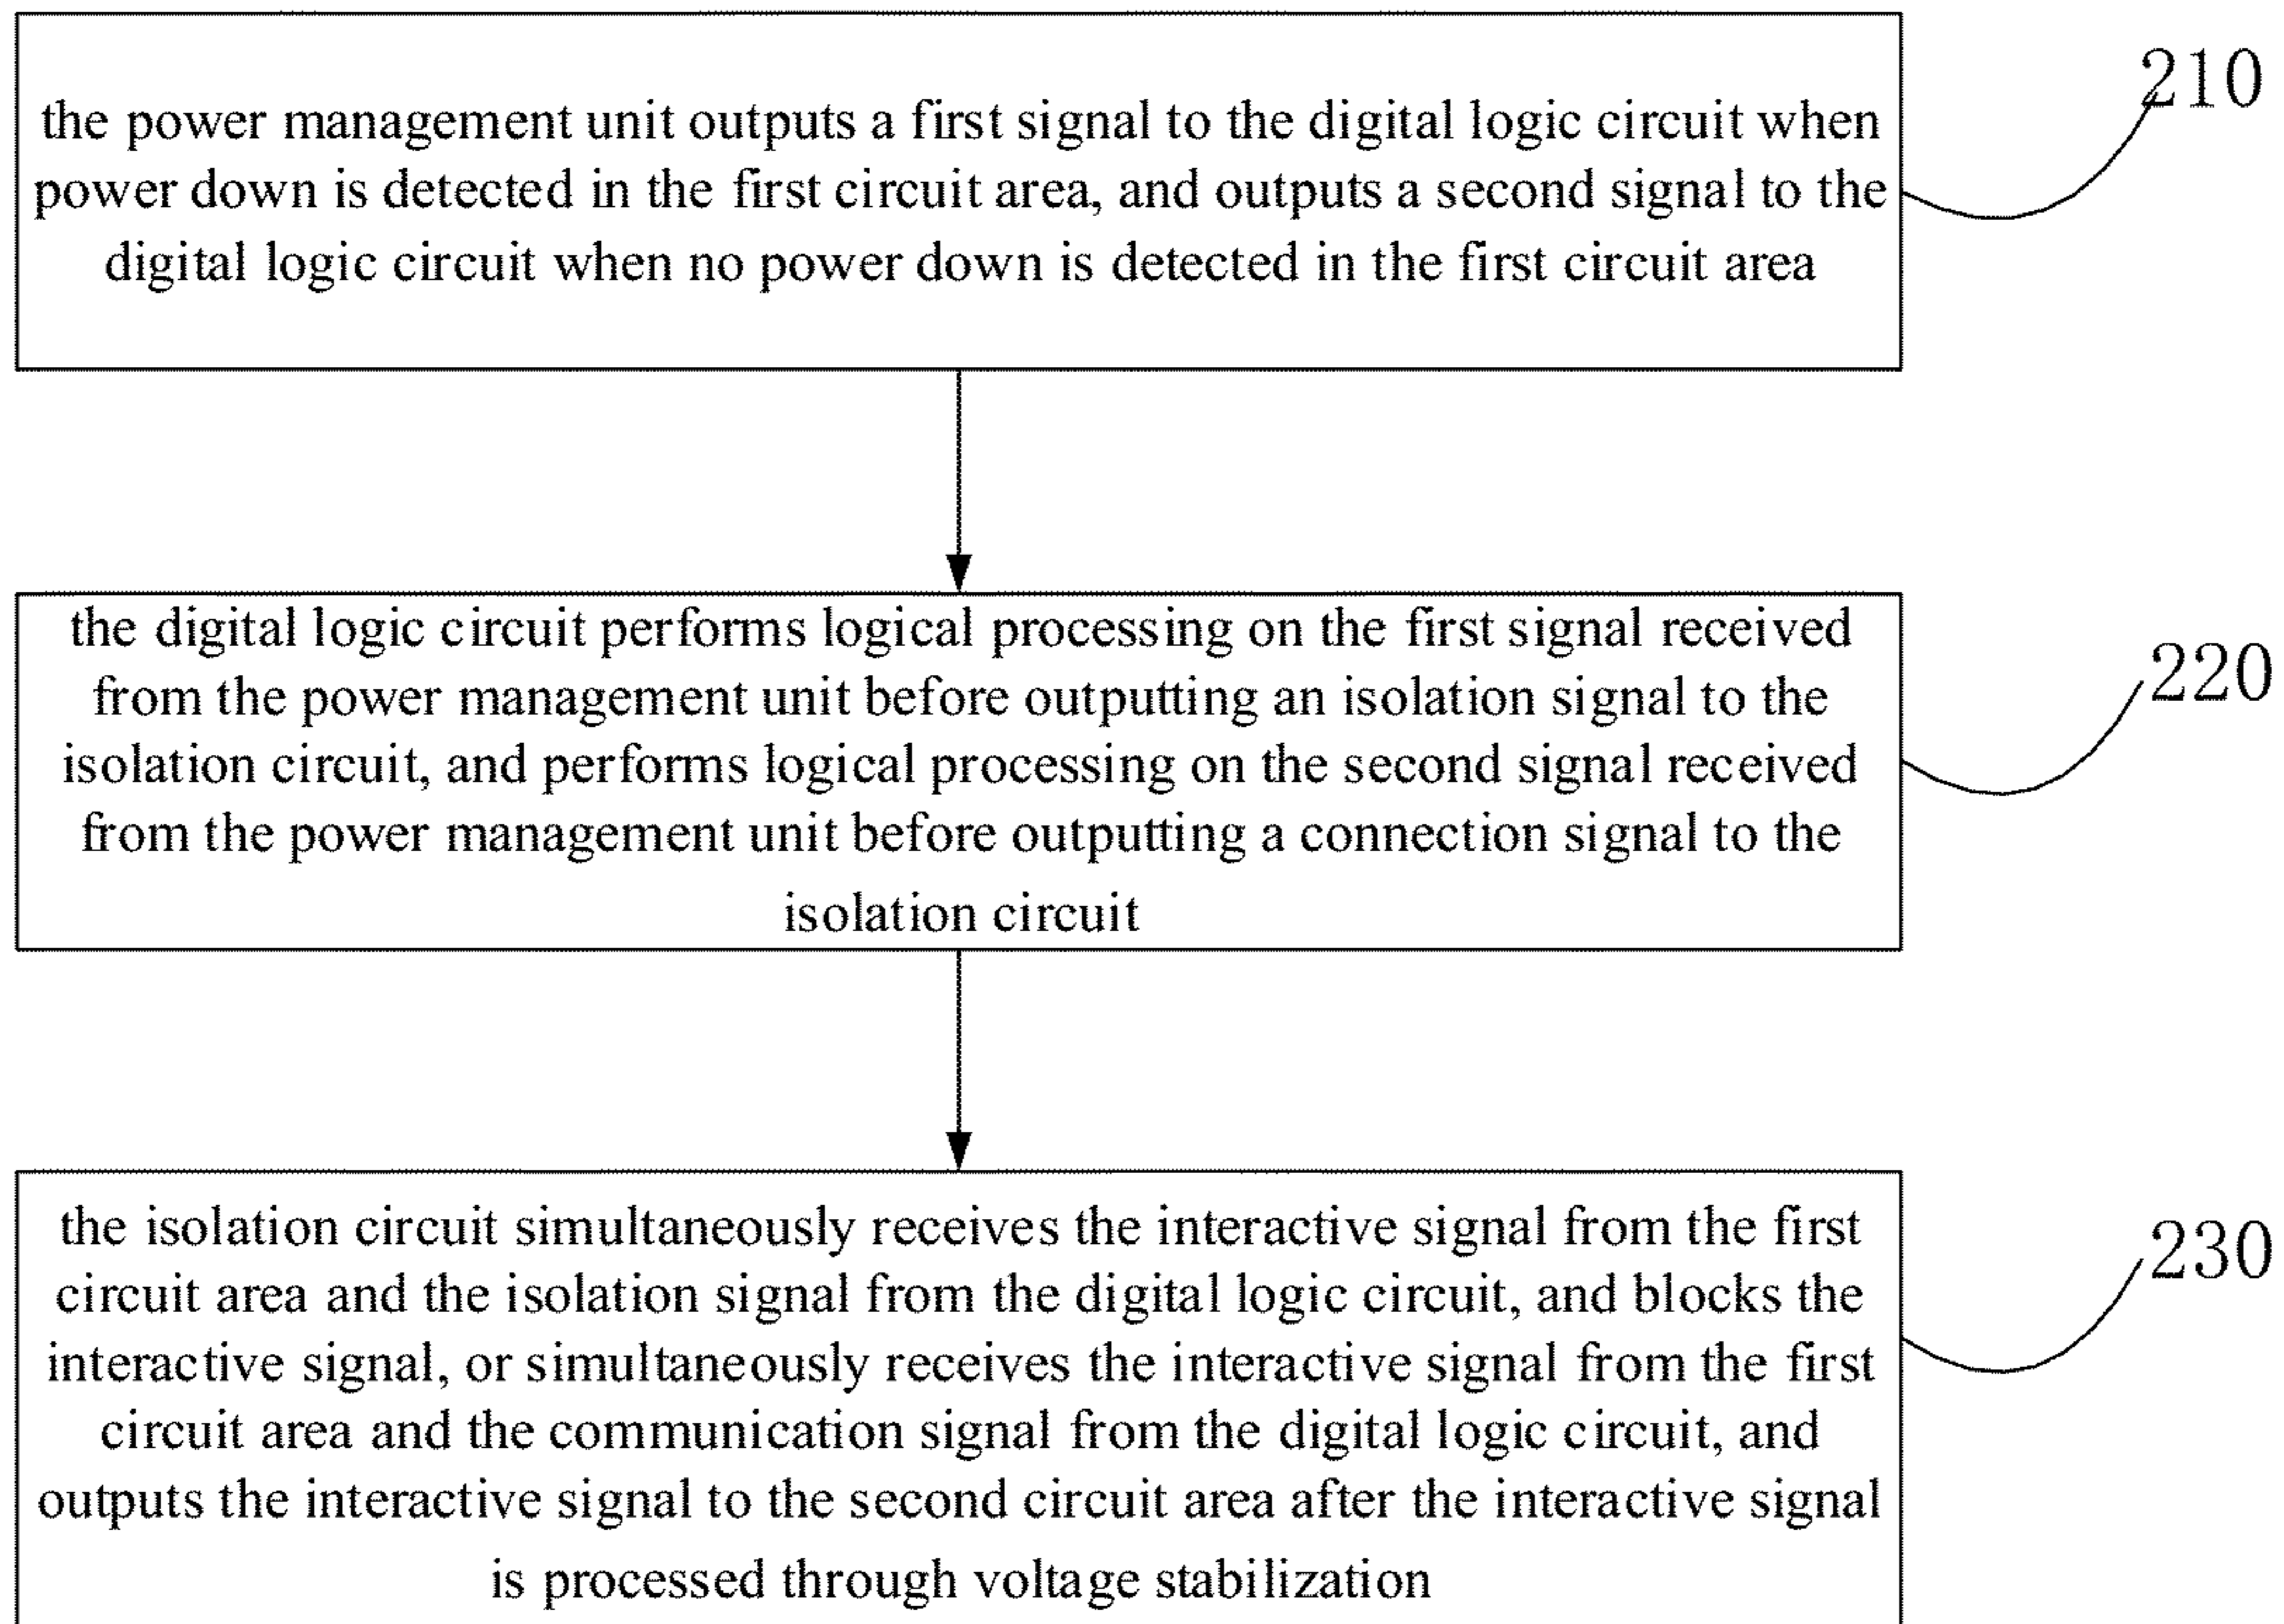 the power management unit outputs a first signal to the digital logic circuit when
power down is detected in the first circuit area, and outputs a second signal to the
digital logic circuit when no power down is detected in the first circuit area
210
the digital logic circuit performs logical processing on the first signal received
from the power management unit before outputting an isolation signal to the
isolation circuit, and performs logical processing on the second signal received
from the power management unit before outputting a connection signal to the
isolation circuit
220
the isolation circuit simultaneously receives the interactive signal from the first
circuit area and the isolation signal from the digital logic circuit, and blocks the
interactive signal, or simultaneously receives the interactive signal from the first
circuit area and the communication signal from the digital logic circuit, and
outputs the interactive signal to the second circuit area after the interactive signal
is processed through voltage stabilization
230